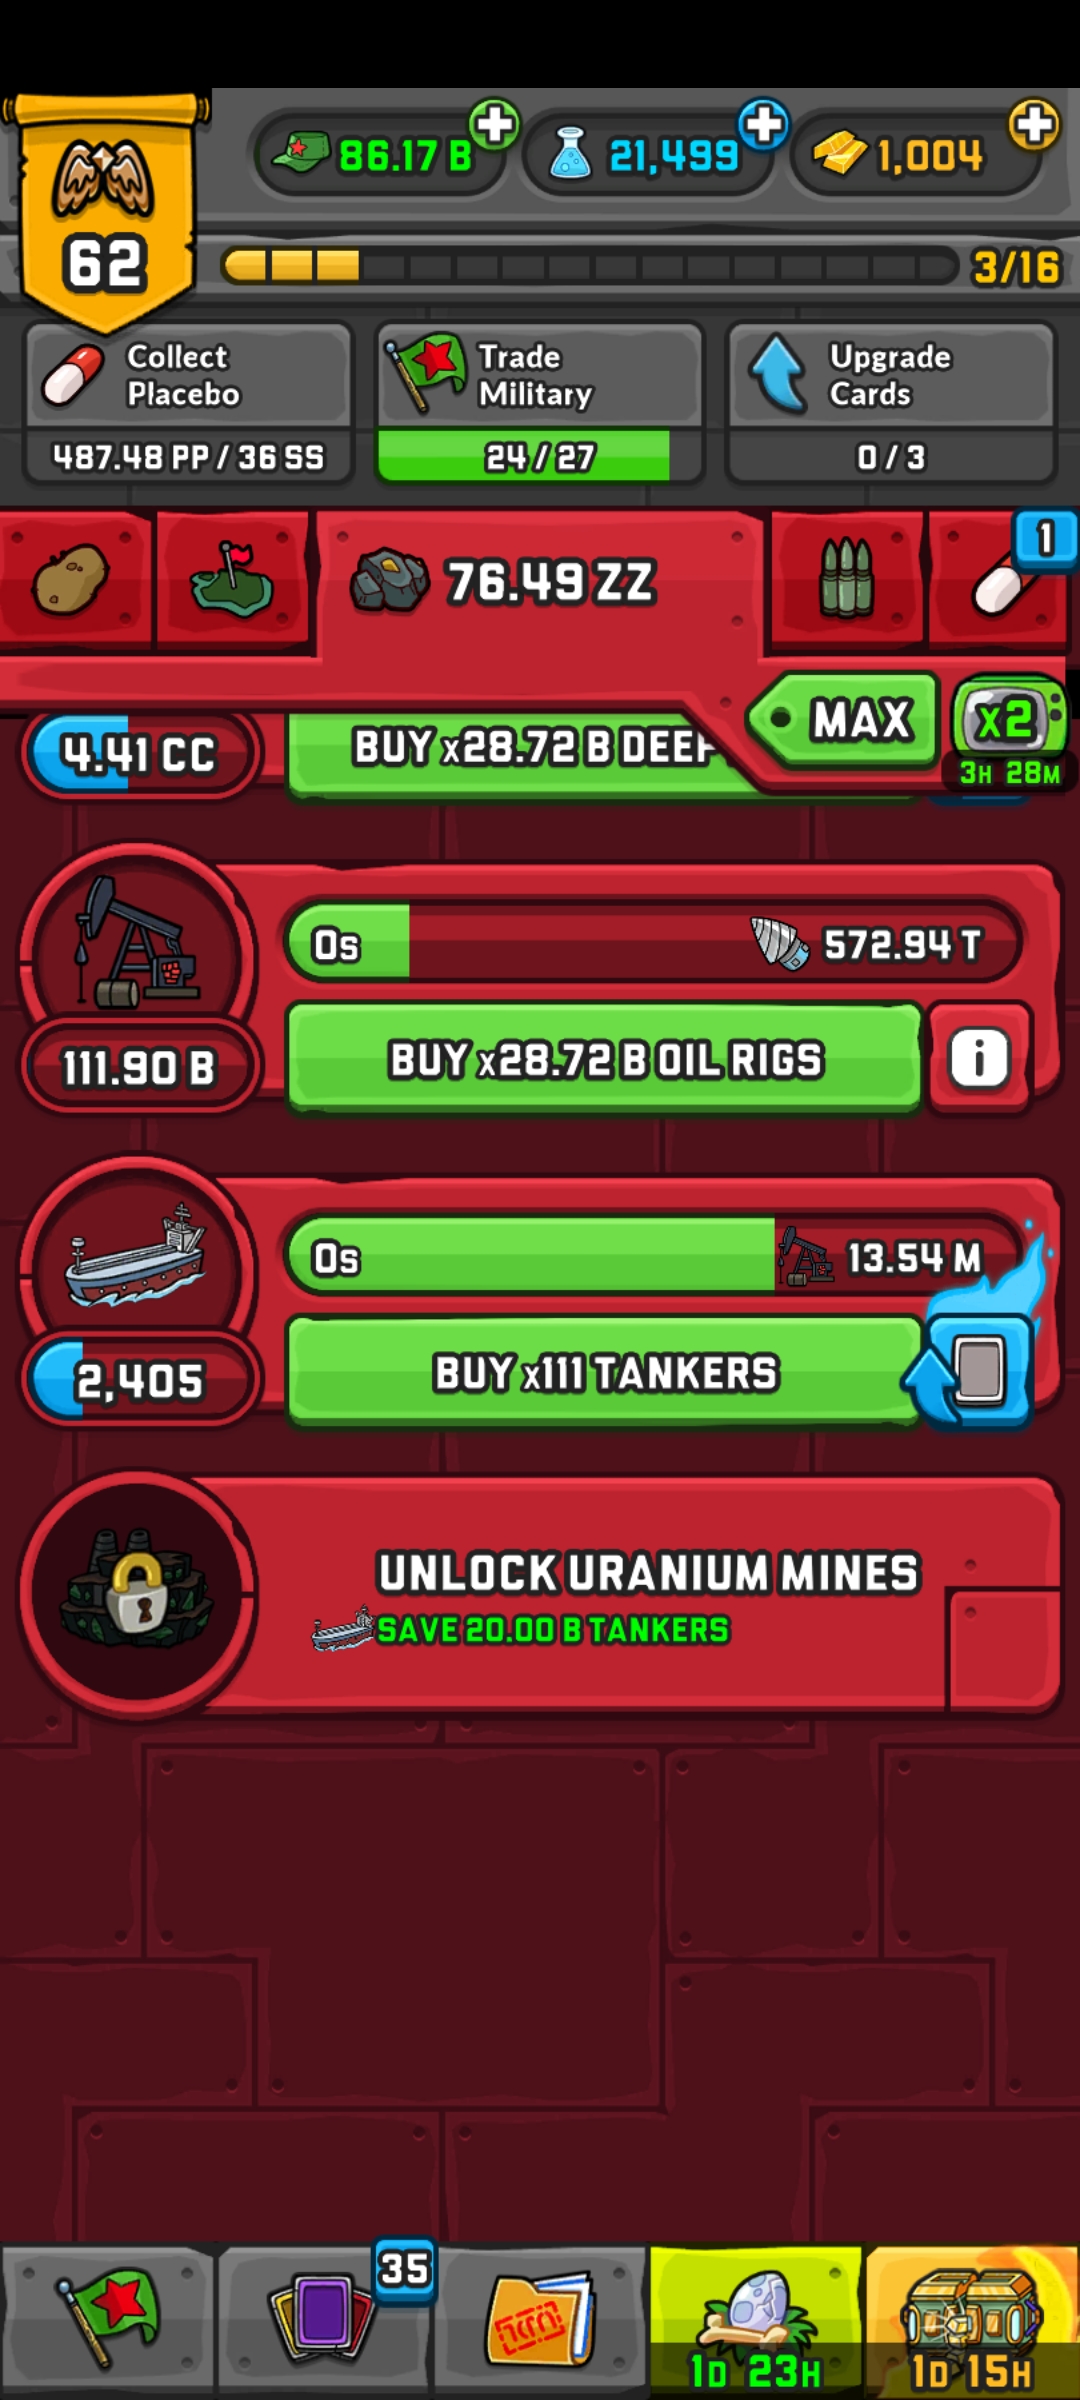 86.17 B
21,499
1,004
62
3/16
Collect
Placebo
487.48 PP / 36 SS
Trade
Military
24 / 27
Upgrade
Cards
0 / 3
76.49 ZZ
1
MAX
x2
3H 28M
4.41 CC
BUY x28.72 B DEEP
0s
572.94 T
111.90 B
BUY x28.72 B OIL RIGS
i
0s
13.54 M
2,405
BUY x111 TANKERS
UNLOCK URANIUM MINES
SAVE 20.00 B TANKERS
35
1D 23H
1D 15H